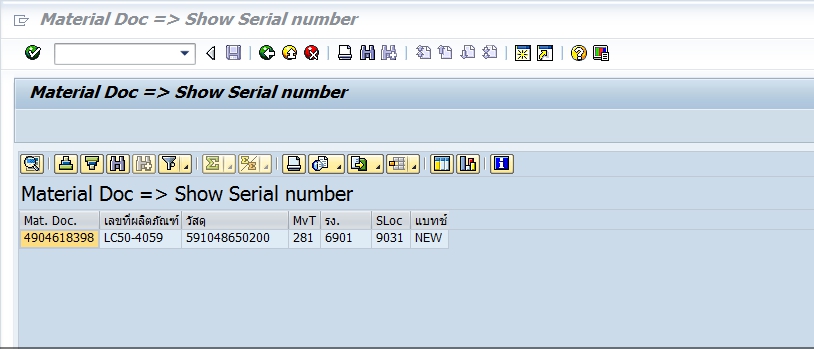 Material Doc => Show Serial number
Material Doc => Show Serial number
Material Doc => Show Serial number
Mat. Doc. เลขที่ผลิตภัณฑ์ วัสดุ MvT รง. SLoc แบทช์
4904618398 LC50-4059 591048650200 281 6901 9031 NEW